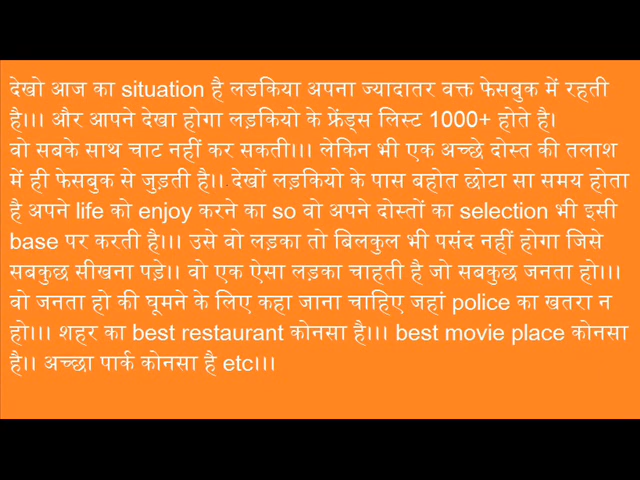 देखो आज का situation है लडकिया अपना ज्यादातर वक्त फेसबुक में रहती
है।।। और आपने देखा होगा लड़कियो के फ्रेंड्स लिस्ट 1000+ होते है।
वो सबके साथ चाट नहीं कर सकती।।। लेकिन भी एक अच्छे दोस्त की तलाश
में ही फेसबुक से जुड़ती है।। देखों लड़कियो के पास बहोत छोटा सा समय होता
है अपने life को enjoy करने का so वो अपने दोस्तों का selection भी इसी
base पर करती है।।। उसे वो लड़का तो बिलकुल भी पसंद नहीं होगा जिसे
सबकुछ सीखना पड़े।। वो एक ऐसा लड़का चाहती है जो सबकुछ जनता हो।।।
वो जनता हो की घूमने के लिए कहा जाना चाहिए जहां police का खतरा न
हो।।। शहर का best restaurant कोनसा है।।। best movie place कोनसा
है।। अच्छा पार्क कोनसा है etc।।।